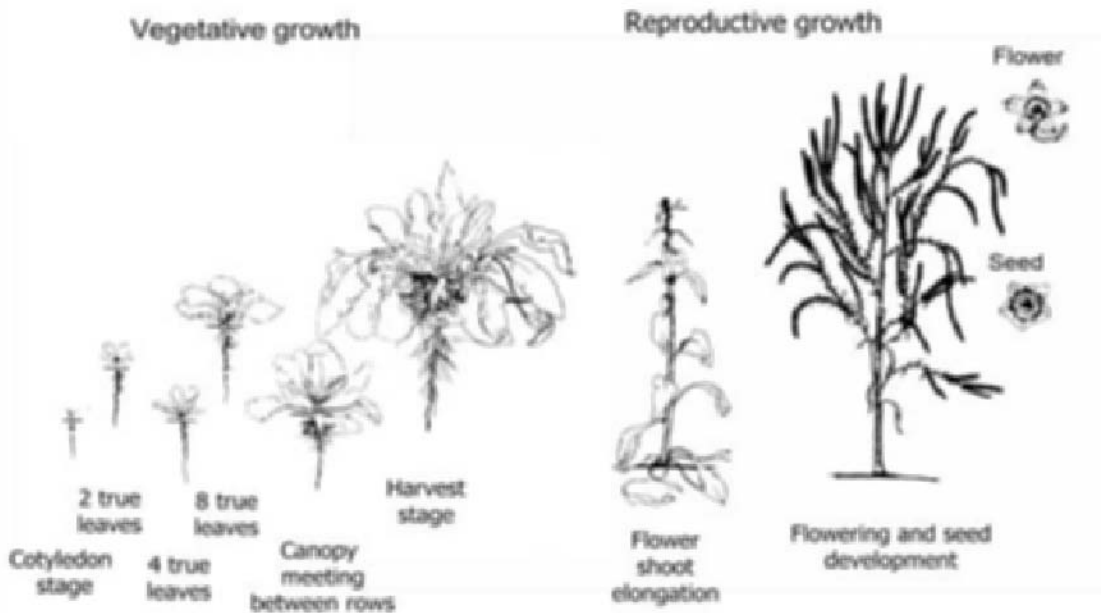 Vegetative growth
Reproductive growth
Flower
Seed
Cotyledon
stage
2 true
leaves
4 true
leaves
8 true
leaves
Canopy
meeting
between rows
Harvest
stage
Flower
shoot
elongation
Flowering and seed
development